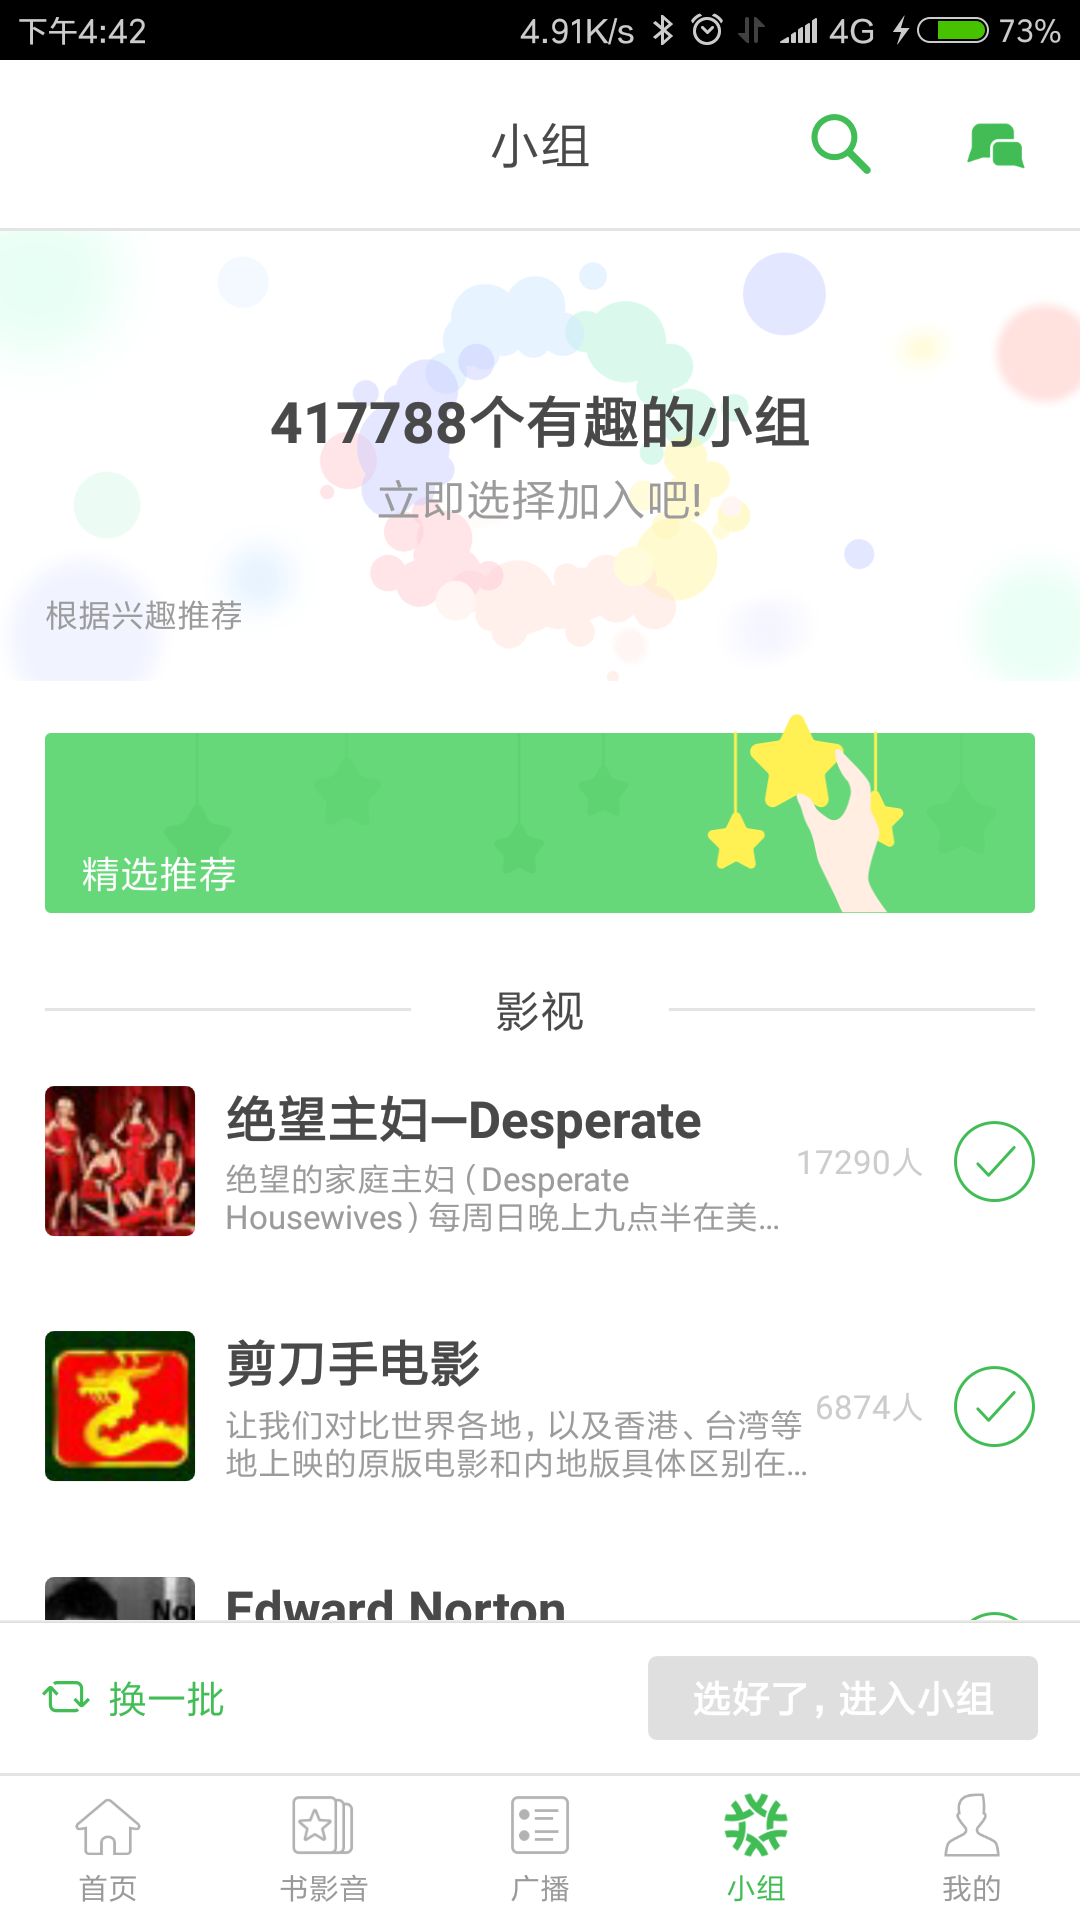 下午4:42
4.91K/s 4G 73%
小组
417788个有趣的小组
立即选择加入吧!
根据兴趣推荐
精选推荐
影视
绝望主妇—Desperate
绝望的家庭主妇（Desperate
Housewives）每周日晚上九点半在美...
17290人
剪刀手电影
让我们对比世界各地，以及香港、台湾等
地上映的原版电影和内地版具体区别在...
6874人
Edward Norton
换一批
选好了，进入小组
首页
书影音
广播
小组
我的